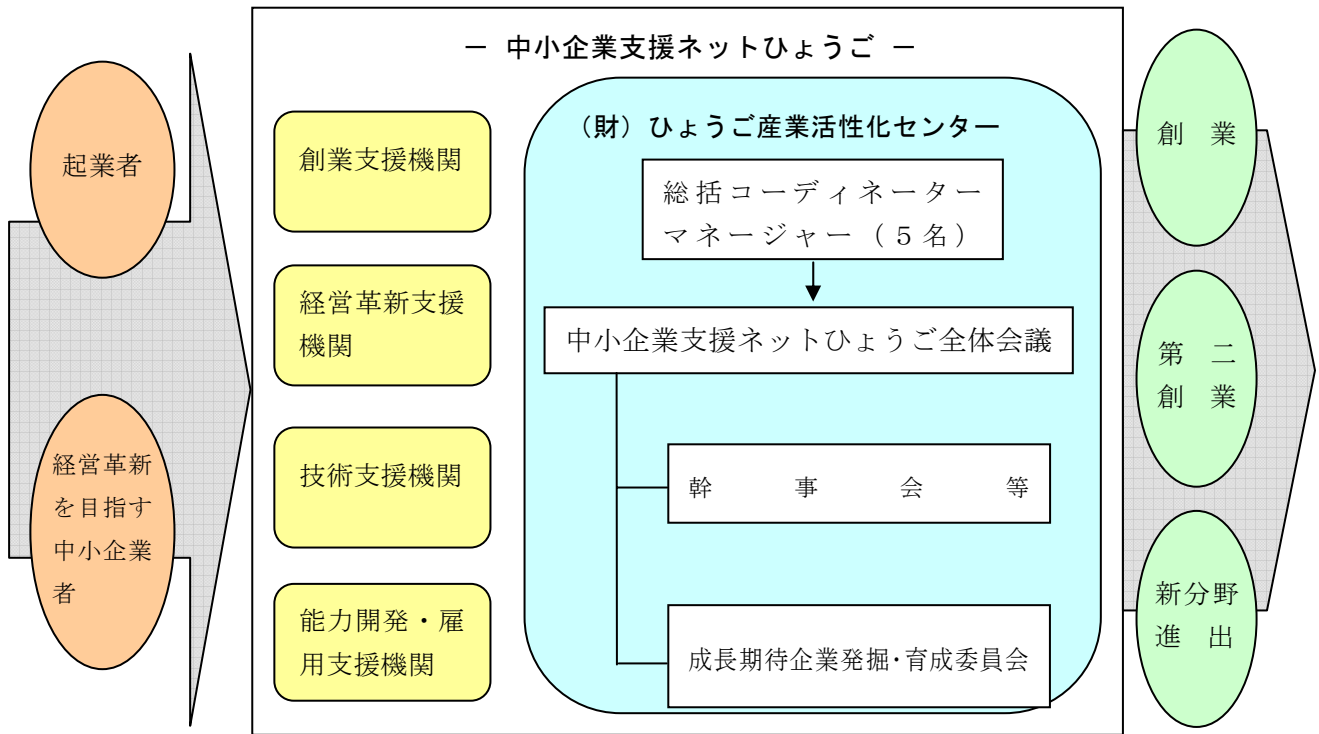 － 中小企業支援ネットひょうご －
起業者
経営革新
を目指す
中小企業
者
創業支援機関
経営革新支援
機関
技術支援機関
能力開発・雇
用支援機関
（財）ひょうご産業活性化センター
総括コーディネーター
マネージャー（５名）
中小企業支援ネットひょうご全体会議
幹事会等
成長期待企業発掘・育成委員会
創業
第二
創業
新分野
進出